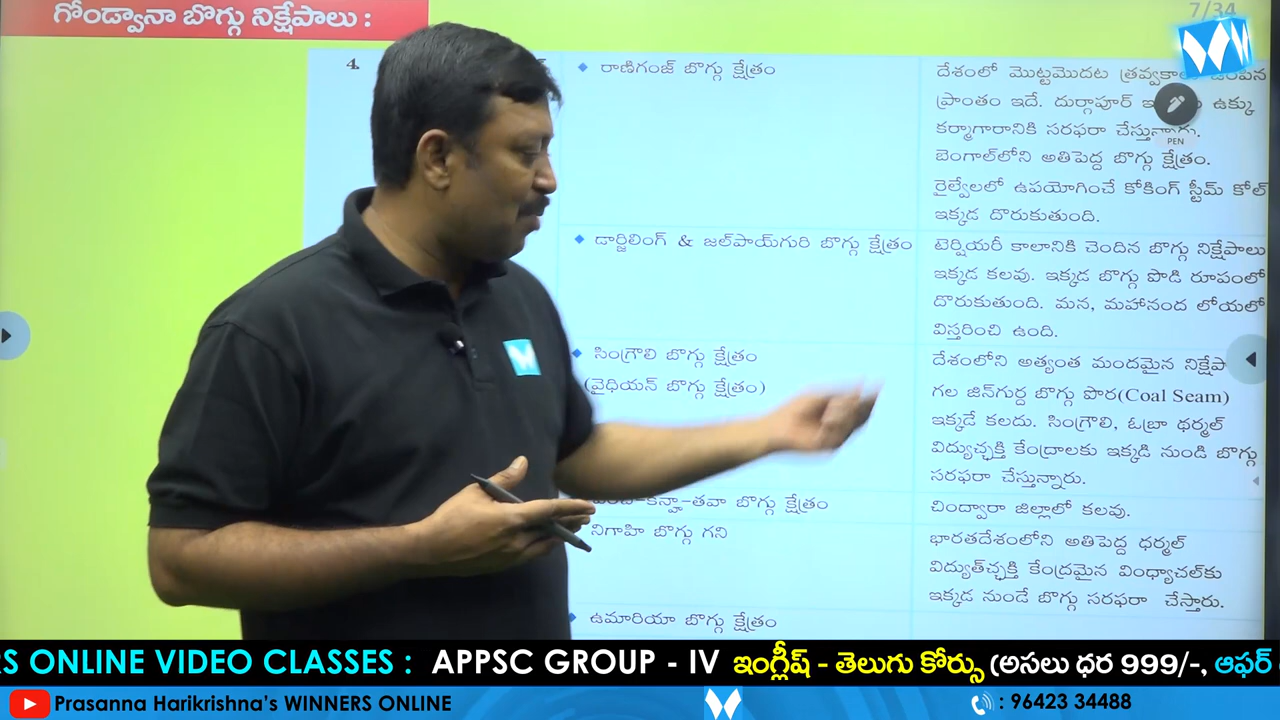 గోండ్వానా బొగ్గు నిక్షేపాలు :
7/34
4.
◆ రాణిగంజ్ బొగ్గు క్షేత్రం
దేశంలో మొట్టమొదట
ప్రాంతం ఇదే. దుర్గాపూర్ ఉక్కు
కర్మాగారానికి సరఫరా చేస్తున్నారు.
PEN
బెంగాల్‌లోని అతిపెద్ద బొగ్గు క్షేత్రం.
రైల్వేలలో ఉపయోగించే కోకింగ్ స్టీమ్ కోల్
ఇక్కడ దొరుకుతుంది.
◆ డార్జిలింగ్ & జల్‌పాయ్‌గురి బొగ్గు క్షేత్రం
టెర్షియరీ కాలానికి చెందిన బొగ్గు నిక్షేపాలు
ఇక్కడ కలవు. ఇక్కడ బొగ్గు పొడి రూపంలో
దొరుకుతుంది. మన, మహానంద లోయలో
విస్తరించి ఉంది.
◆ సింగ్రౌలి బొగ్గు క్షేత్రం
(వైధియన్ బొగ్గు క్షేత్రం)
దేశంలోని అత్యంత మందమైన
గల జిన్‌గుర్ద బొగ్గు పొర(Coal Seam)
ఇక్కడే కలదు. సింగ్రౌలి, ఓబ్రా థర్మల్
విద్యుచ్ఛక్తి కేంద్రాలకు ఇక్కడి నుండి బొగ్గు
సరఫరా చేస్తున్నారు.
కన్హా-తవా బొగ్గు క్షేత్రం
చింద్వారా జిల్లాలో కలవు.
నిగాహి బొగ్గు గని
భారతదేశంలోని అతిపెద్ద ధర్మల్
విద్యుత్చ్ఛక్తి కేంద్రమైన వింధ్యాచల్‌కు
ఇక్కడ నుండే బొగ్గు సరఫరా చేస్తారు.
◆ ఉమారియా బొగ్గు క్షేత్రం
RS ONLINE VIDEO CLASSES : APPSC GROUP - IV ఇంగ్లీష్ - తెలుగు కోర్సు (అసలు ధర 999/-, ఆఫర్
Prasanna Harikrishna's WINNERS ONLINE : 96423 34488